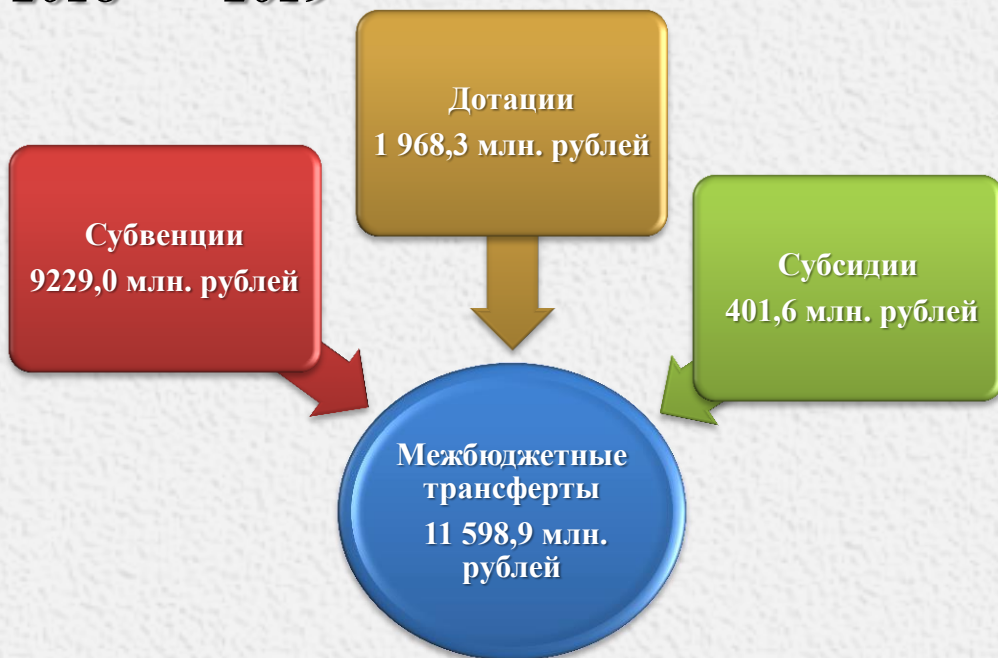 Дотации
1 968,3 млн. рублей
Субвенции
9229,0 млн. рублей
Субсидии
401,6 млн. рублей
Межбюджетные
трансферты
11 598,9 млн.
рублей